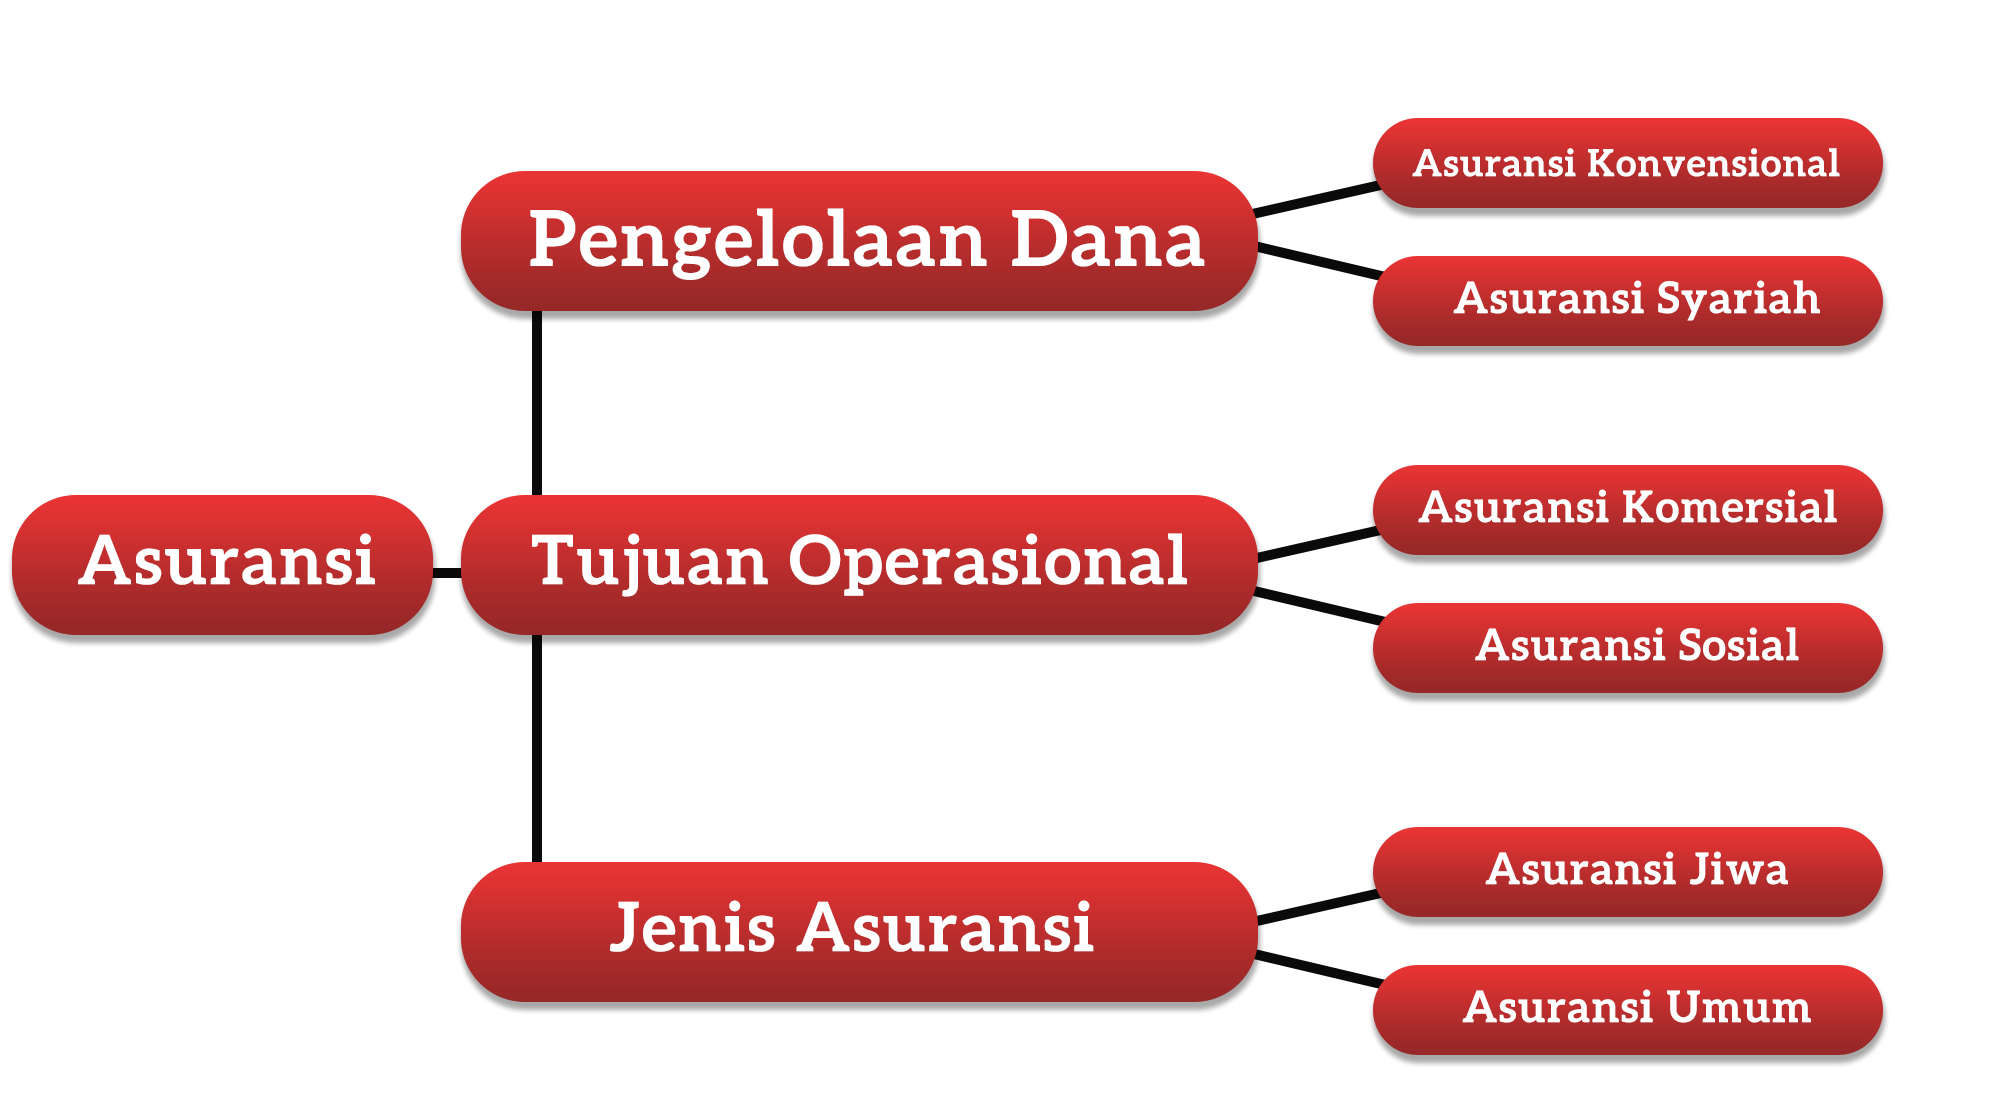 Asuransi
Pengelolaan Dana
Asuransi Konvensional
Asuransi Syariah
Tujuan Operasional
Asuransi Komersial
Asuransi Sosial
Jenis Asuransi
Asuransi Jiwa
Asuransi Umum